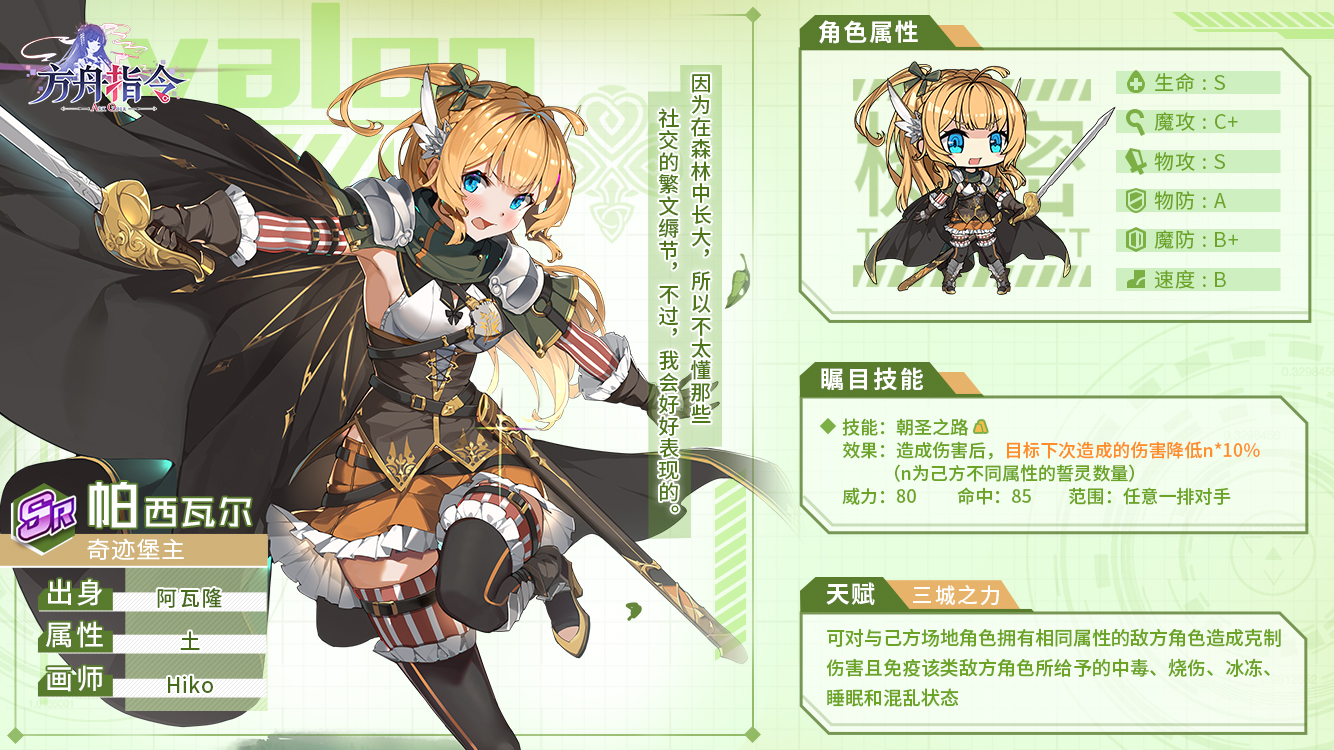 Avalon
方舟指令
ARK ORDER
因为在森林中长大，所以不太懂那些
社交的繁文缛节，不过，我会好好表现的。
SR
帕西瓦尔
奇迹堡主
出身
阿瓦隆
属性
土
画师
Hiko
角色属性
秘密
生命：S
魔攻：C+
物攻：S
物防：A
魔防：B+
速度：B
瞩目技能
技能：朝圣之路
效果：造成伤害后，目标下次造成的伤害降低n*10%
（n为己方不同属性的誓灵数量）
威力：80 命中：85 范围：任意一排对手
天赋
三城之力
可对与己方场地角色拥有相同属性的敌方角色造成克制
伤害且免疫该类敌方角色所给予的中毒、烧伤、冰冻、
睡眠和混乱状态